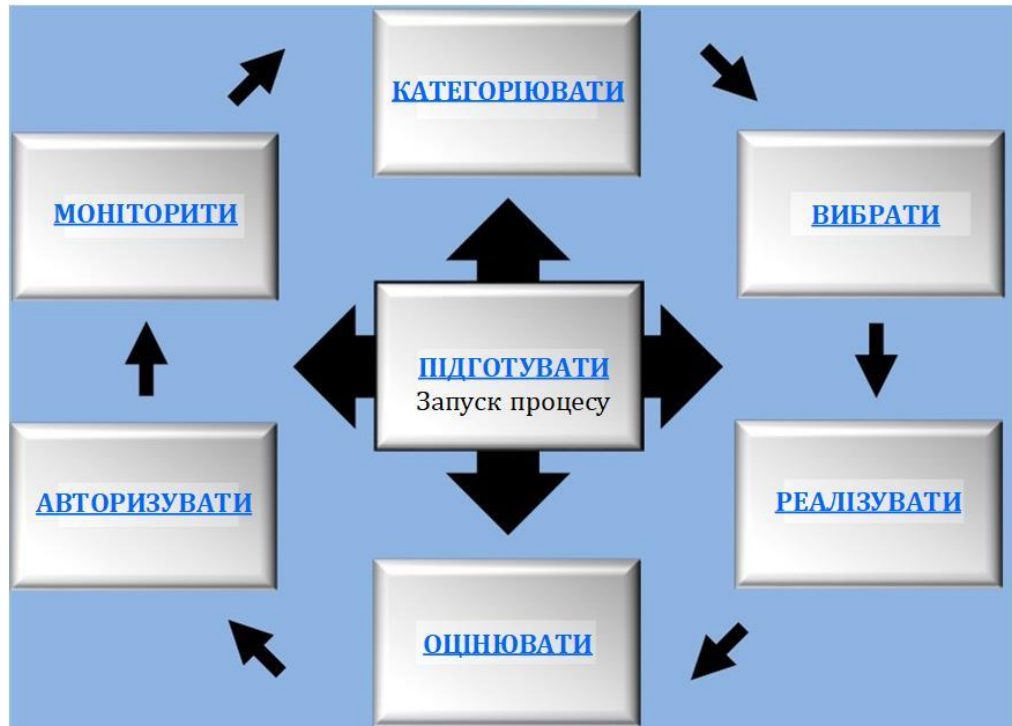 КАТЕГОРІЮВАТИ
МОНІТОРИТИ
ВИБРАТИ
ПІДГОТУВАТИ
Запуск процесу
АВТОРИЗУВАТИ
РЕАЛІЗУВАТИ
ОЦІНЮВАТИ